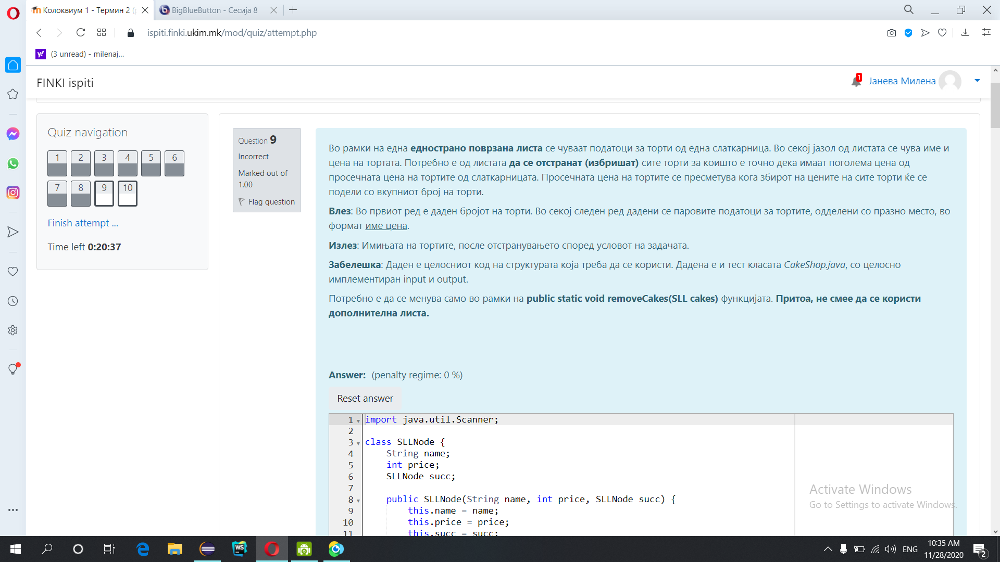 Колоквиум 1 - Термин 2
BigBlueButton - Сесија 8
ispiti.finki.ukim.mk/mod/quiz/attempt.php
(3 unread) - milenaj...
FINKI ispiti
1
Јанева Милена
Quiz navigation
1 2 3 4 5 6
7 8 9 10
Finish attempt ...
Time left 0:20:37
Question 9
Incorrect
Marked out of
1.00
Flag question
Во рамки на една еднострано поврзана листа се чуваат податоци за торти од една слаткарница. Во секој јазол од листата се чува име и
цена на тортата. Потребно е од листата да се отстранат (избришат) сите торти за коишто е точно дека имаат поголема цена од
просечната цена на тортите од слаткарницата. Просечната цена на тортите се пресметува кога збирот на цените на сите торти ќе се
подели со вкупниот број на торти.
Влез: Во првиот ред е даден бројот на торти. Во секој следен ред дадени се паровите податоци за тортите, одделени со празно место, во
формат име цена.
Излез: Имињата на тортите, после отстранувањето според условот на задачата.
Забелешка: Даден е целосниот код на структурата која треба да се користи. Дадена е и тест класата CakeShop.java, со целосно
имплементиран input и output.
Потребно е да се менува само во рамки на public static void removeCakes(SLL cakes) функцијата. Притоа, не смее да се користи
дополнителна листа.
Answer: (penalty regime: 0 %)
Reset answer
1 import java.util.Scanner;
2
3 class SLLNode {
4 String name;
5 int price;
6 SLLNode succ;
7
8 public SLLNode(String name, int price, SLLNode succ) {
9 this.name = name;
10 this.price = price;
11 this.succ = succ;
Activate Windows
Go to Settings to activate Windows.
WS
ENG
10:35 AM
11/28/2020
2